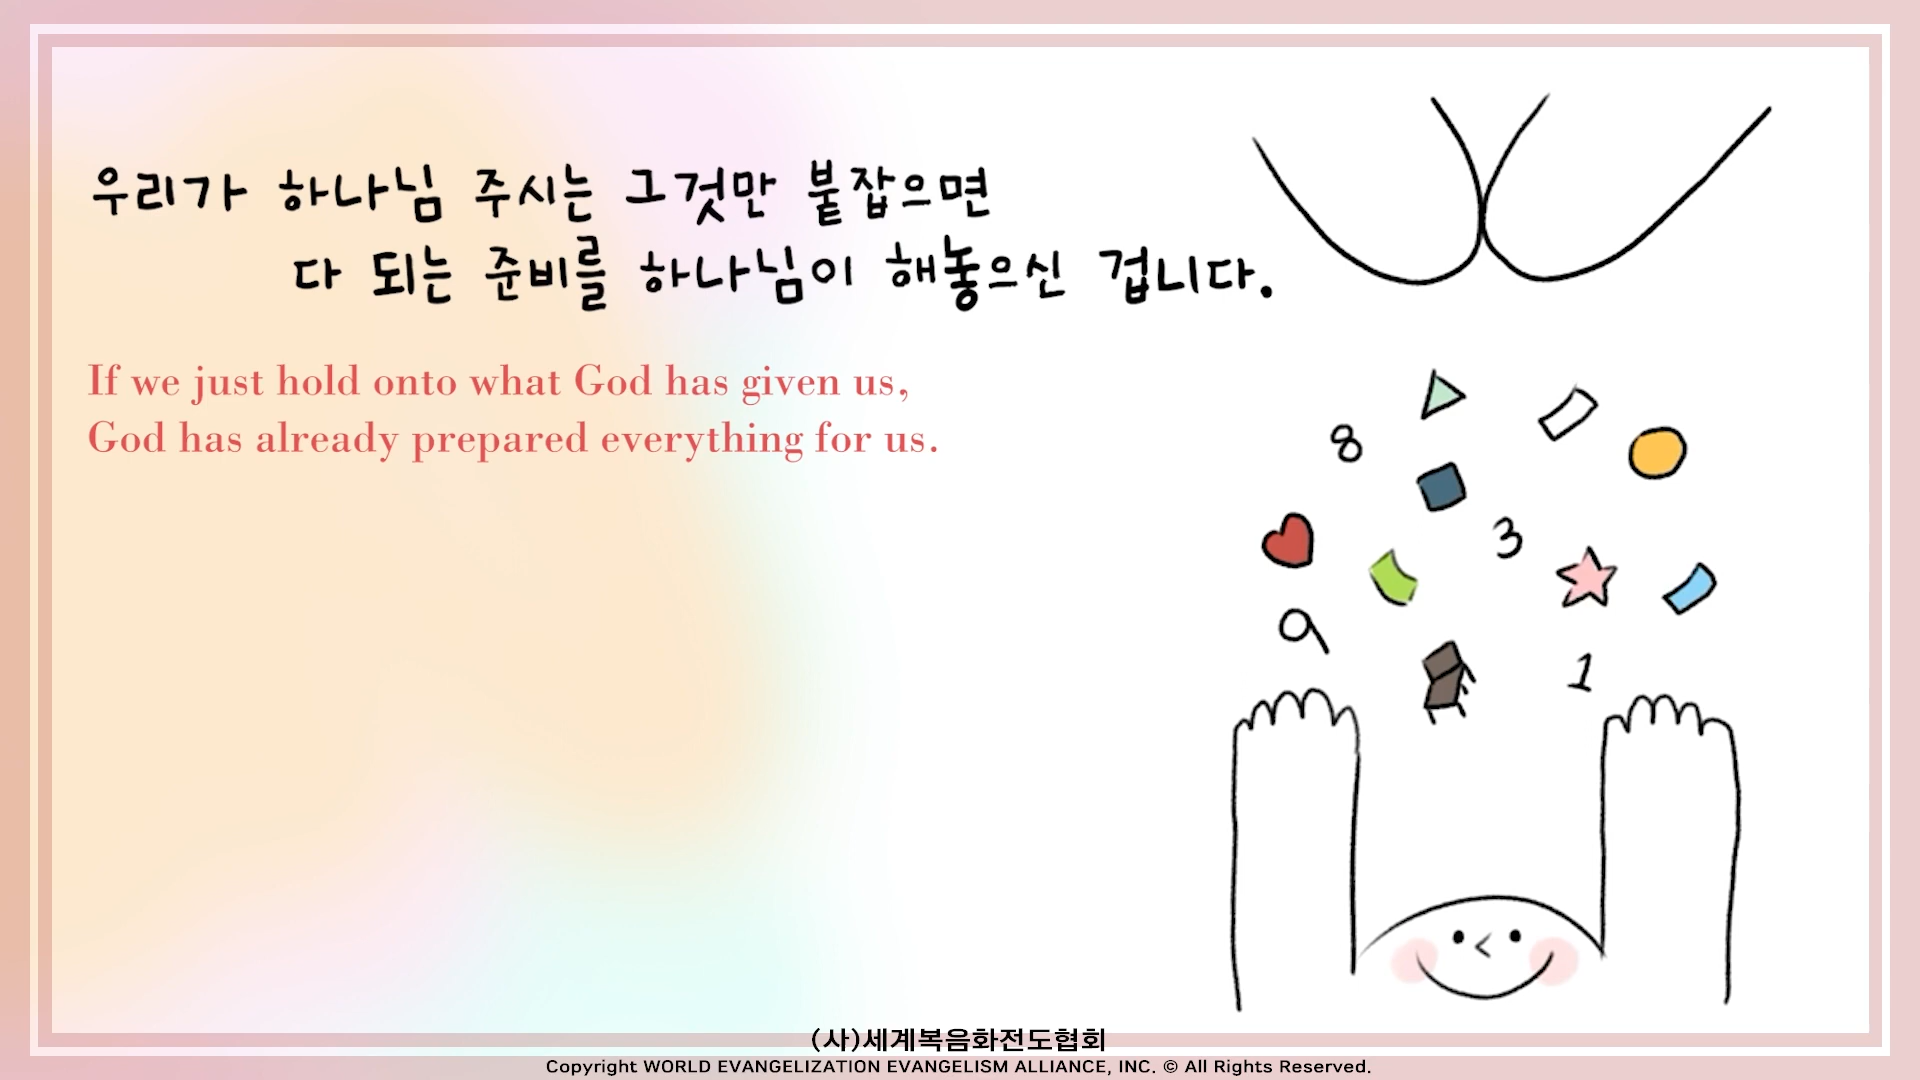 우리가 하나님 주시는 그것만 붙잡으면
다 되는 준비를 하나님이 해놓으신 겁니다.
If we just hold onto what God has given us,
God has already prepared everything for us.
8
3
9
1
(사)세계복음화전도협회
Copyright WORLD EVANGELIZATION EVANGELISM ALLIANCE, INC. © All Rights Reserved.